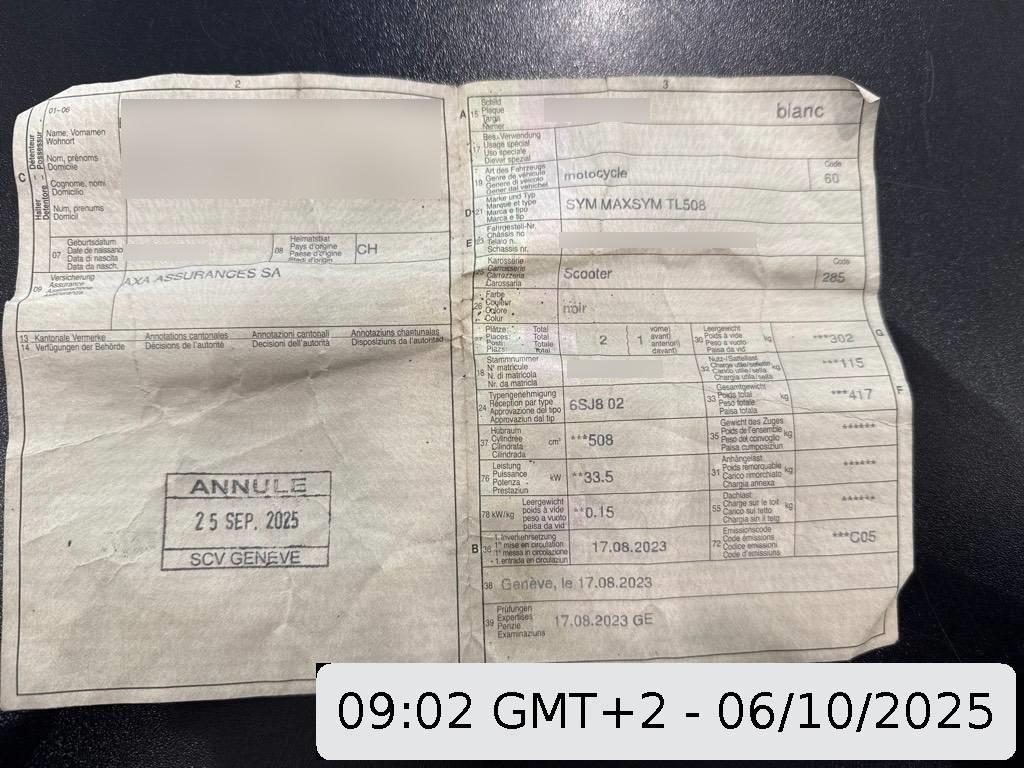 2
01-06
C
Détenteur
Possessur
Halter
Detentore
Name, Vornamen
Wohnort
Nom, prénoms
Domicile
Cognome, nomi
Domicilio
Num, prenums
Domicil
07
Geburtsdatum
Date de naissance
Data di nascita
Data da nasch.
08
Heimatstaat
Pays d'origine
Paese d'origine
Stadi d'origin
CH
09
Versicherung
Assurance
AXA ASSURANCES SA
13 Kantonale Vermerke Annotations cantonales Annotazioni cantonali Annotaziuns chantunalas
14 Verfügungen der Behörde Décisions de l'autorité Decisioni dell'autorità Disposiziuns da l'autoritad
ANNULE
25 SEP. 2025
SCV GENEVE
3
A
15
Schild
Plaque
Targa
Numer
blanc
17
Bes. Verwendung
Usage spécial
Uso speciale
Diever spezial
19
Art des Fahrzeugs
Genre de véhicule
Genere di veicolo
Gener dal vehichel
motocycle
Code
60
D
21
Marke und Typ
Marque et type
Marca e tipo
Marca e tip
SYM MAXSYM TL508
E
23
Fahrgestell-Nr.
Châssis no
Telaio n.
Schassis nr.
25
Karosserie
Carrosserie
Carrozzeria
Carossaria
Scooter
Code
285
26
Farbe
Couleur
Colore
Colur
noir
27
Plätze: Total
Places: Total
Posti: Totale
Plazs: Total
2
1
vorne)
avant)
anteriori)
davant)
30
Leergewicht
Poids à vide
Peso a vuoto
Paisa da vid
kg
***302
G
18
Stammnummer
N° matricule
N. di matricola
Nr. da matricla
32
Nutz-/Sattellast
Charge utile/sellette
Carico utile/sella
Chargia utila/sella
kg
***115
24
Typengenehmigung
Réception par type
Approvazione del tipo
Approvaziun dal tip
6SJ8 02
33
Gesamtgewicht
Poids total
Peso totale
Paisa totala
kg
***417
F
37
Hubraum
Cylindrée
Cilindrata
Cilindrada
cm³
***508
35
Gewicht des Zuges
Poids de l'ensemble
Peso del convoglio
Paisa cumposiziun
kg
******
76
Leistung
Puissance
Potenza
Prestaziun
kW
**33.5
31
Anhängelast
Poids remorquable
Carico rimorchiato
Chargia annexa
kg
******
78 kW/kg
Leergewicht
poids à vide
peso a vuoto
paisa da vid
**0.15
55
Dachlast
Charge sur le toit
Carico sul tetto
Chargia sin il tetg
kg
******
B
36
1. Inverkehrsetzung
1re mise en circulation
1a messa in circolazione
1. entrada en circulaziun
17.08.2023
72
Emissionscode
Code émissions
Codice emissioni
Code d'emissiuns
***C05
38 Genève, le 17.08.2023
39
Prüfungen
Expertises
Perizie
Examinaziuns
17.08.2023 GE
09:02 GMT+2 - 06/10/2025